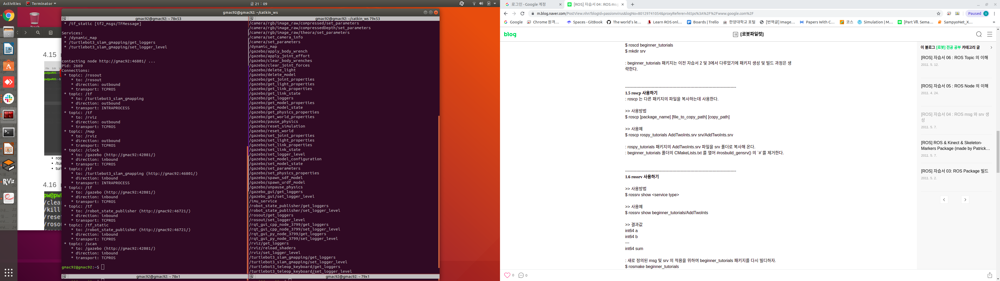 Activities
Terminator
금 21 : 09
Trash
4.15
File Edit
pw@pwROS:~$
pw@pwROS:~$
4.16
gmac92@gmac92: ~/catkin_ws
gmac92@gmac92: ~ 78x53
* /tf_static [tf2_msgs/TFMessage]
Services:
* /dynamic_map
* /turtlebot3_slam_gmapping/get_loggers
* /turtlebot3_slam_gmapping/set_logger_level
contacting node http://gmac92:46801/ ...
Pid: 2669
Connections:
* topic: /rosout
* to: /rosout
* direction: outbound
* transport: TCPROS
* topic: /tf
* to: /turtlebot3_slam_gmapping
* direction: outbound
* transport: INTRAPROCESS
* topic: /tf
* to: /rviz
* direction: outbound
* transport: TCPROS
* topic: /map
* to: /rviz
* direction: outbound
* transport: TCPROS
* topic: /clock
* to: /gazebo (http://gmac92:42081/)
* direction: inbound
* transport: TCPROS
* topic: /tf
* to: /turtlebot3_slam_gmapping (http://gmac92:46801/)
* direction: inbound
* transport: INTRAPROCESS
* topic: /tf
* to: /gazebo (http://gmac92:42081/)
* direction: inbound
* transport: TCPROS
* topic: /tf
* to: /robot_state_publisher (http://gmac92:46721/)
* direction: inbound
* transport: TCPROS
* topic: /tf_static
* to: /robot_state_publisher (http://gmac92:46721/)
* direction: inbound
* transport: TCPROS
* topic: /scan
* to: /gazebo (http://gmac92:42081/)
* direction: inbound
* transport: TCPROS
gmac92@gmac92:~$
gmac92@gmac92: ~ 78x1
gmac92@gmac92: ~/catkin_ws 79x53
/camera/rgb/image_raw/compressed/set_parameters
/camera/rgb/image_raw/compressedDepth/set_parameters
/camera/rgb/image_raw/theora/set_parameters
/camera/set_camera_info
/camera/set_parameters
/dynamic_map
/gazebo/apply_body_wrench
/gazebo/apply_joint_effort
/gazebo/clear_body_wrenches
/gazebo/clear_joint_forces
/gazebo/delete_light
/gazebo/delete_model
/gazebo/get_joint_properties
/gazebo/get_light_properties
/gazebo/get_link_properties
/gazebo/get_link_state
/gazebo/get_loggers
/gazebo/get_model_properties
/gazebo/get_model_state
/gazebo/get_physics_properties
/gazebo/get_world_properties
/gazebo/pause_physics
/gazebo/reset_simulation
/gazebo/reset_world
/gazebo/set_joint_properties
/gazebo/set_light_properties
/gazebo/set_link_properties
/gazebo/set_link_state
/gazebo/set_logger_level
/gazebo/set_model_configuration
/gazebo/set_model_state
/gazebo/set_parameters
/gazebo/set_physics_properties
/gazebo/spawn_sdf_model
/gazebo/spawn_urdf_model
/gazebo/unpause_physics
/gazebo_gui/get_loggers
/gazebo_gui/set_logger_level
/imu_service
/robot_state_publisher/get_loggers
/robot_state_publisher/set_logger_level
/rosout/get_loggers
/rosout/set_logger_level
/rqt_gui_cpp_node_3799/get_loggers
/rqt_gui_cpp_node_3799/set_logger_level
/rqt_gui_py_node_3799/get_loggers
/rqt_gui_py_node_3799/set_logger_level
/rviz/get_loggers
/rviz/reload_shaders
/rviz/set_logger_level
/turtlebot3_slam_gmapping/get_loggers
/turtlebot3_slam_gmapping/set_logger_level
/turtlebot3_teleop_keyboard/get_loggers
/turtlebot3_teleop_keyboard/set_logger_level
gmac92@gmac92: ~ 79x1
로그인 - Google 계정
[ROS] 자습서 04 : ROS msg
m.blog.naver.com/PostView.nhn?blogId=passionvirus&logNo=80129741054&proxyReferer=https%3A%2F%2Fwww.google.com%2F
Paused
Google
Chrome 원격...
Spaces - GitBook
The world's le...
Learn ROS onl...
Boards | Trello
한양대학교 포털
[번역글] Image...
Papers With C...
코스
Simulation | M...
[Part Ⅶ. Sema...
SampyoNet_X...
blog
[로봇파일럿]
$ roscd beginner_tutorials
$ mkdir srv
: beginner_tutorials 패키지는 이전 자습서 2 및 3에서 다루었기에 패키지 생성 및 빌드 과정은 생
략한다.
--------------------------------------------------------------------------------
1.5 roscp 사용하기
: roscp 는 다른 패키지의 파일을 복사하는데 사용한다.
>> 사용방법
$ roscp [package_name] [file_to_copy_path] [copy_path]
>> 사용예
$ roscp rospy_tutorials AddTwoInts.srv srv/AddTwoInts.srv
: rospy_tutorials 패키지의 AddTwoInts.srv 파일을 srv 폴더로 복사해 온다.
: beginner_tutorials 폴더의 CMakeLists.txt 를 열어 #rosbuild_gensrv() 의 `#`를 제거한다.
--------------------------------------------------------------------------------
1.6 rossrv 사용하기
>> 사용방법
$ rossrv show <service type>
>> 사용예
$ rossrv show beginner_tutorials/AddTwoInts
>> 결과값
int64 a
int64 b
---
int64 sum
: 새로 정의된 msg 및 srv 의 적용을 위하여 beginner_tutorials 패키지를 다시 빌디하자.
$ rosmake beginner_tutorials
0
0
이 블로그 [로봇] 전공 공부 카테고리 글
[ROS] 자습서 06 : ROS Topic 의 이해
2011. 5. 12.
[ROS] 자습서 05 : ROS Node 의 이해
2011. 4. 24.
[ROS] 자습서 04 : ROS msg 와 srv 생
성
2011. 5. 7.
[ROS] ROS & Kinect & Skeleton-
Markers Package (made by Patrick...
2011. 5. 7.
[ROS] 자습서 03: ROS Package 빌드
2011. 5. 2.